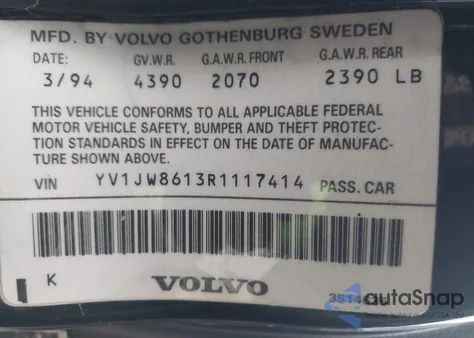 MFD. BY VOLVO GOTHENBURG SWEDEN
DATE: GV.W.R. G.A.W.R. FRONT G.A.W.R. REAR
3/94 4390 2070 2390 LB
THIS VEHICLE CONFORMS TO ALL APPLICABLE FEDERAL
MOTOR VEHICLE SAFETY, BUMPER AND THEFT PROTEC-
TION STANDARDS IN EFFECT ON THE DATE OF MANUFAC-
TURE SHOWN ABOVE.
VIN YV1JW8613R1117414 PASS. CAR
K VOLVO
autaSnap